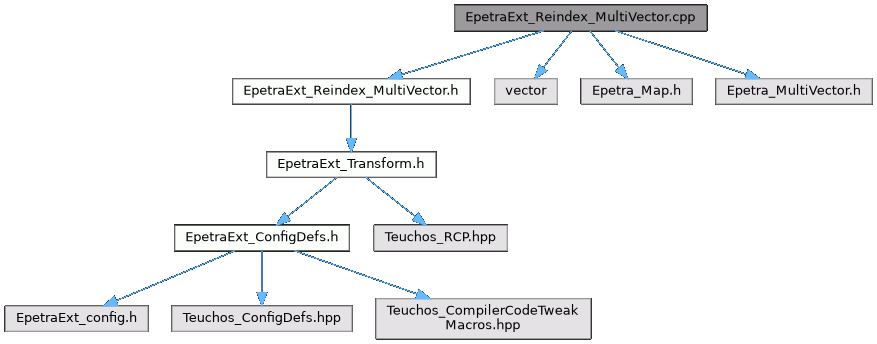 EpetraExt_Reindex_MultiVector.cpp
EpetraExt_Reindex_MultiVector.h
vector
Epetra_Map.h
Epetra_MultiVector.h
EpetraExt_Transform.h
EpetraExt_ConfigDefs.h
Teuchos_RCP.hpp
EpetraExt_config.h
Teuchos_ConfigDefs.hpp
Teuchos_CompilerCodeTweak
Macros.hpp